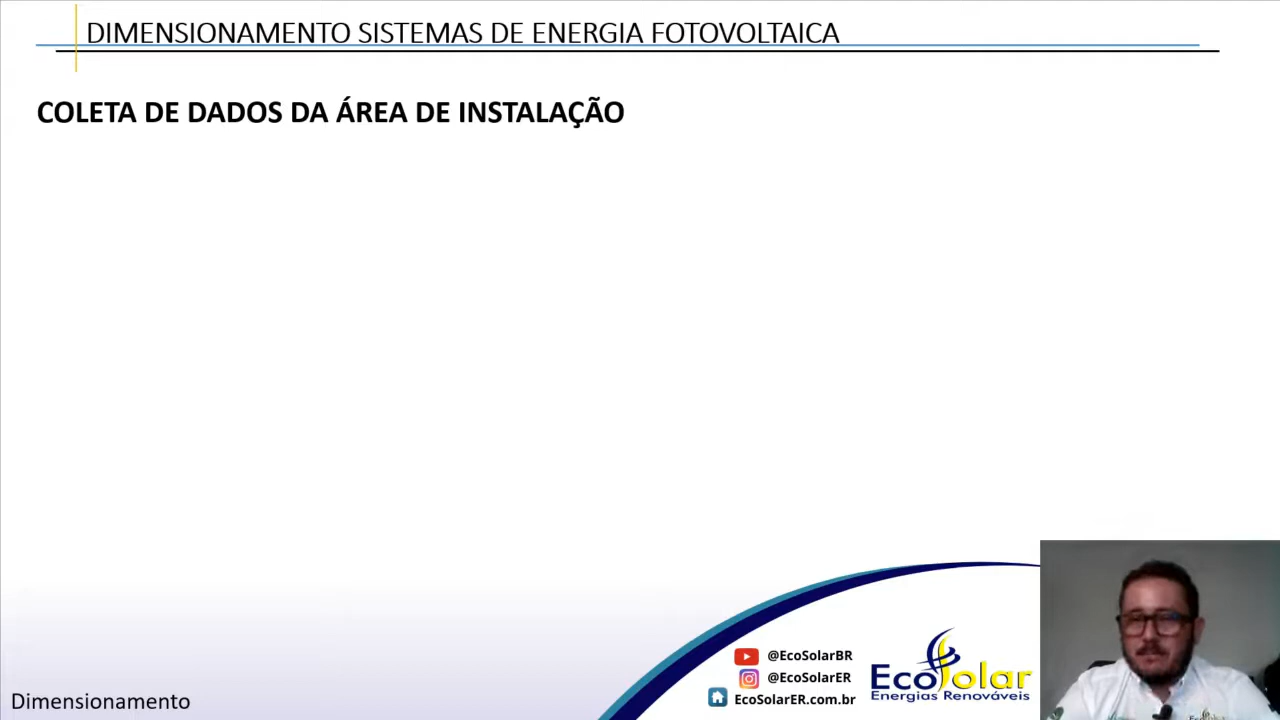 DIMENSIONAMENTO SISTEMAS DE ENERGIA FOTOVOLTAICA
COLETA DE DADOS DA ÁREA DE INSTALAÇÃO
@EcoSolarBR
@EcoSolarER
EcoSolarER.com.br
EcoSolar
Energias Renováveis
Dimensionamento